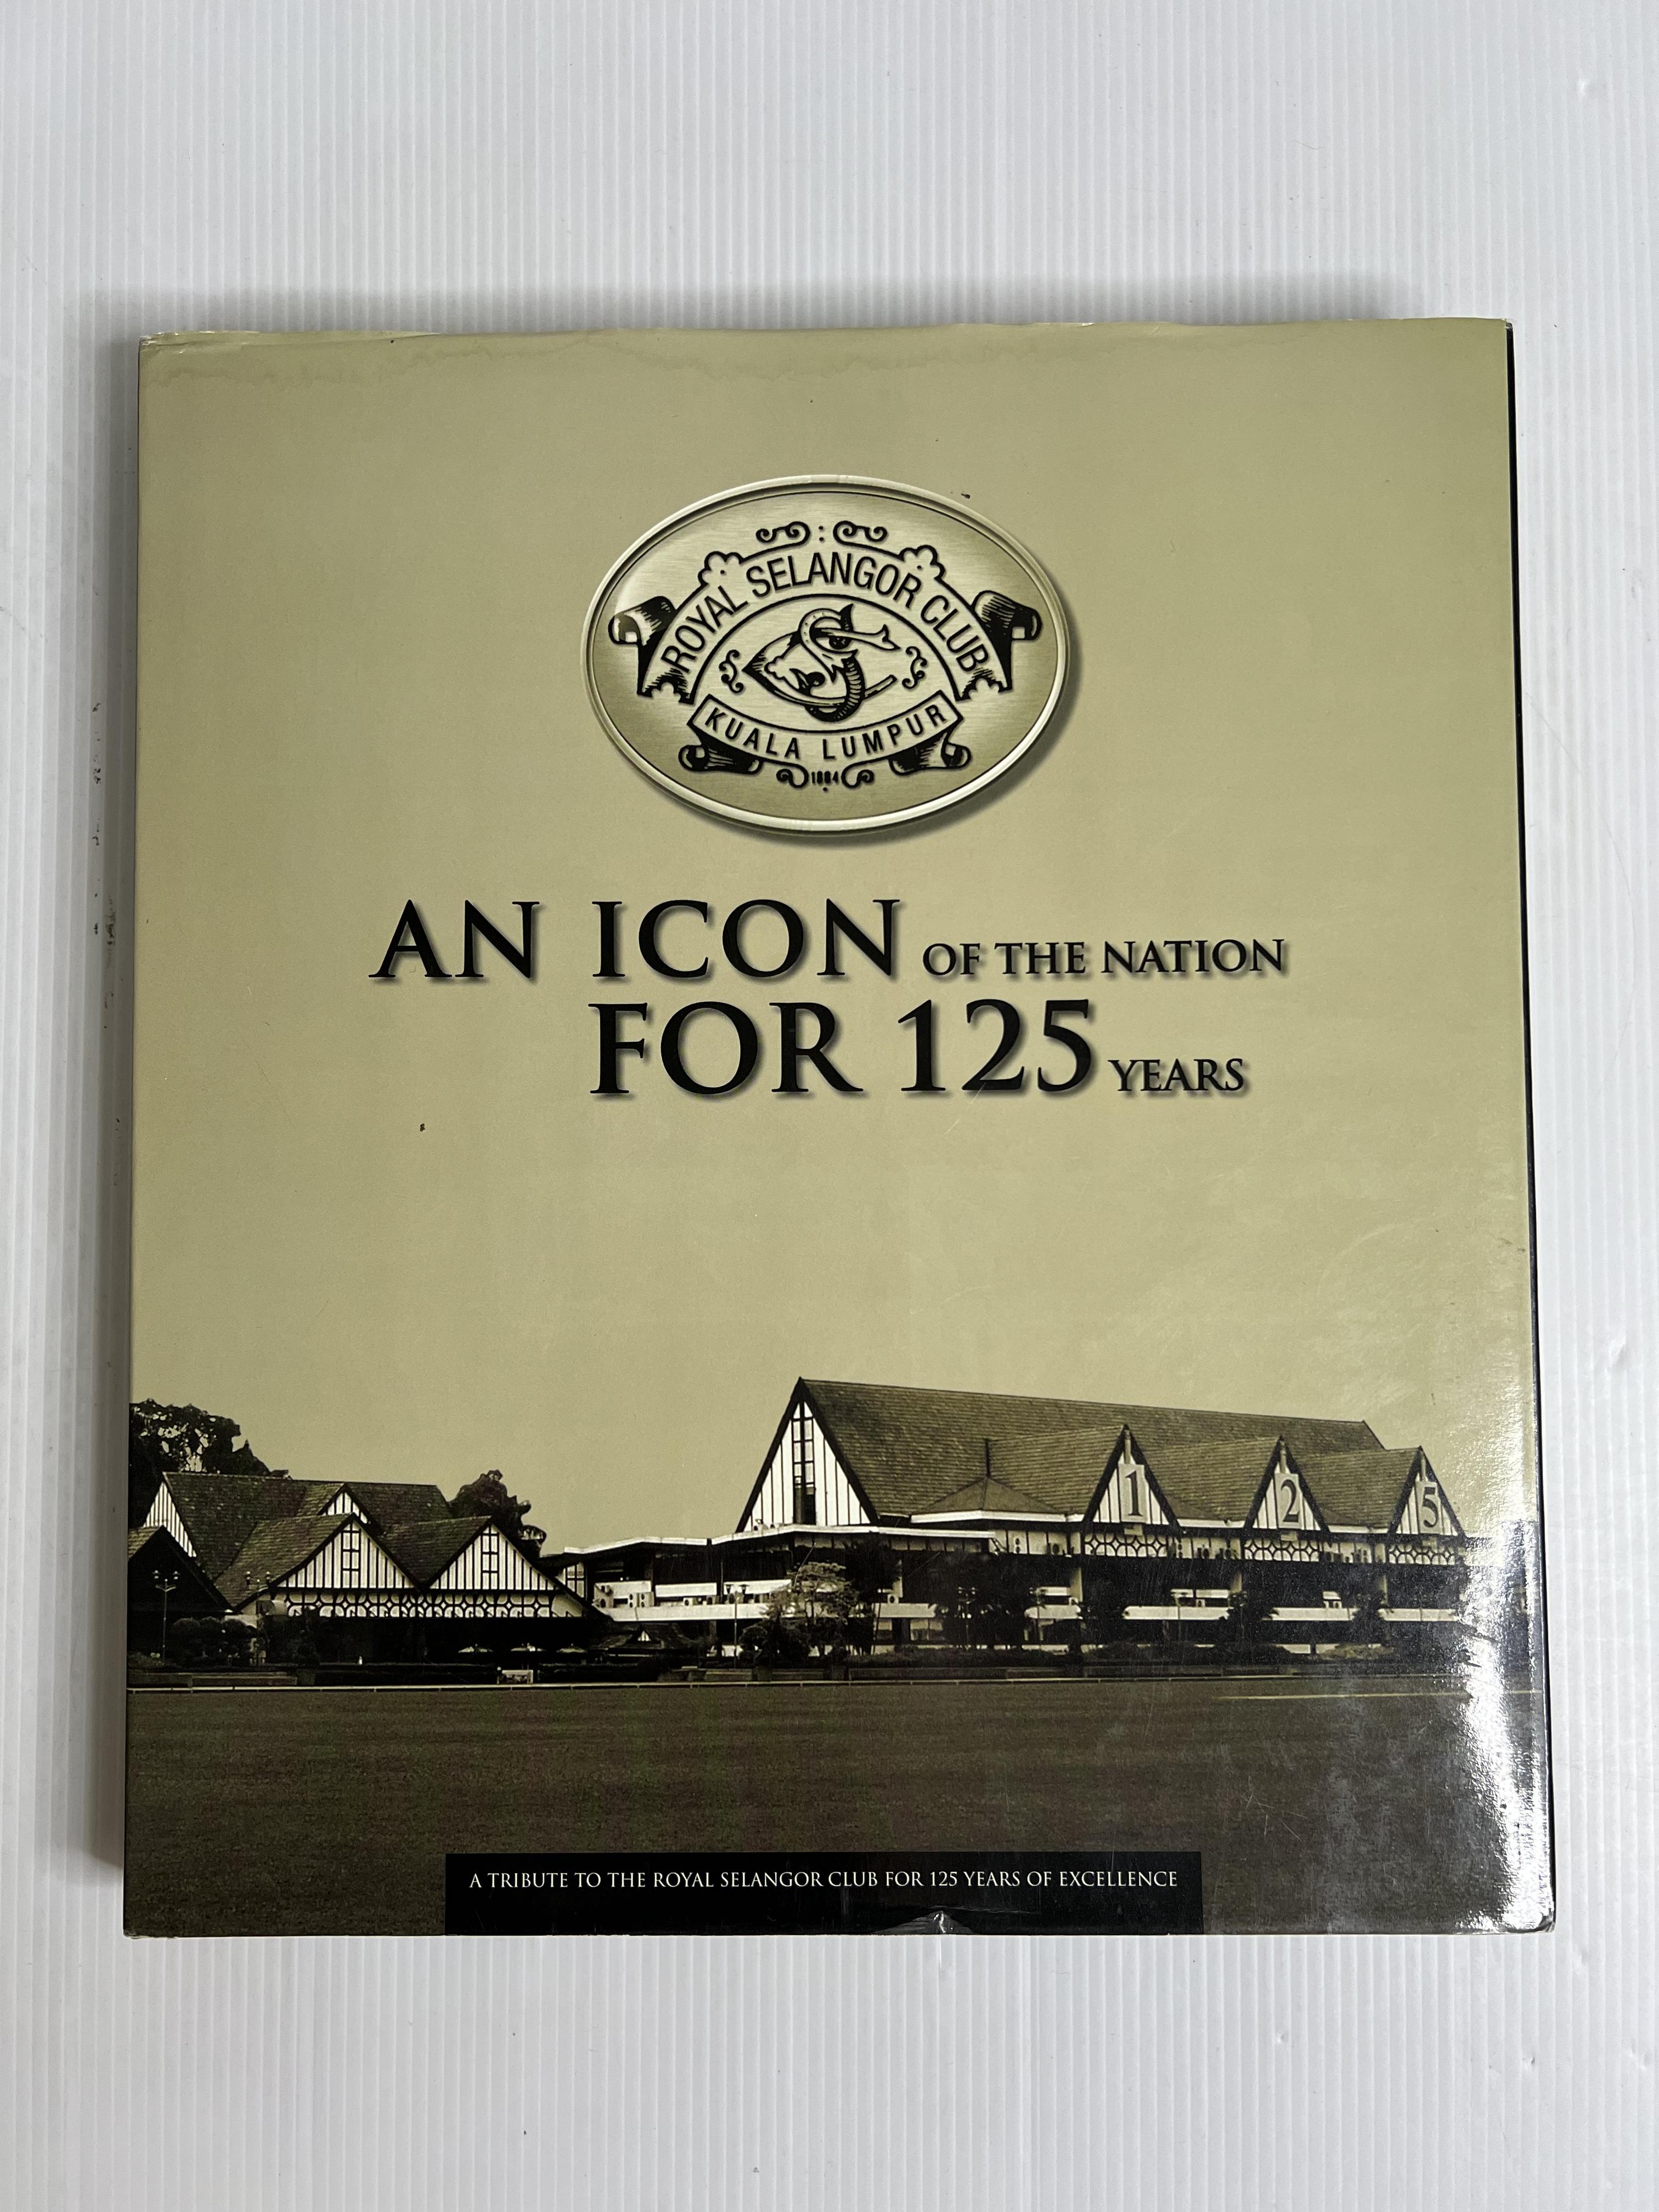 ROYAL SELANGOR CLUB
KUALA LUMPUR
1884
AN ICON OF THE NATION
FOR 125 YEARS
1 2 5
A TRIBUTE TO THE ROYAL SELANGOR CLUB FOR 125 YEARS OF EXCELLENCE